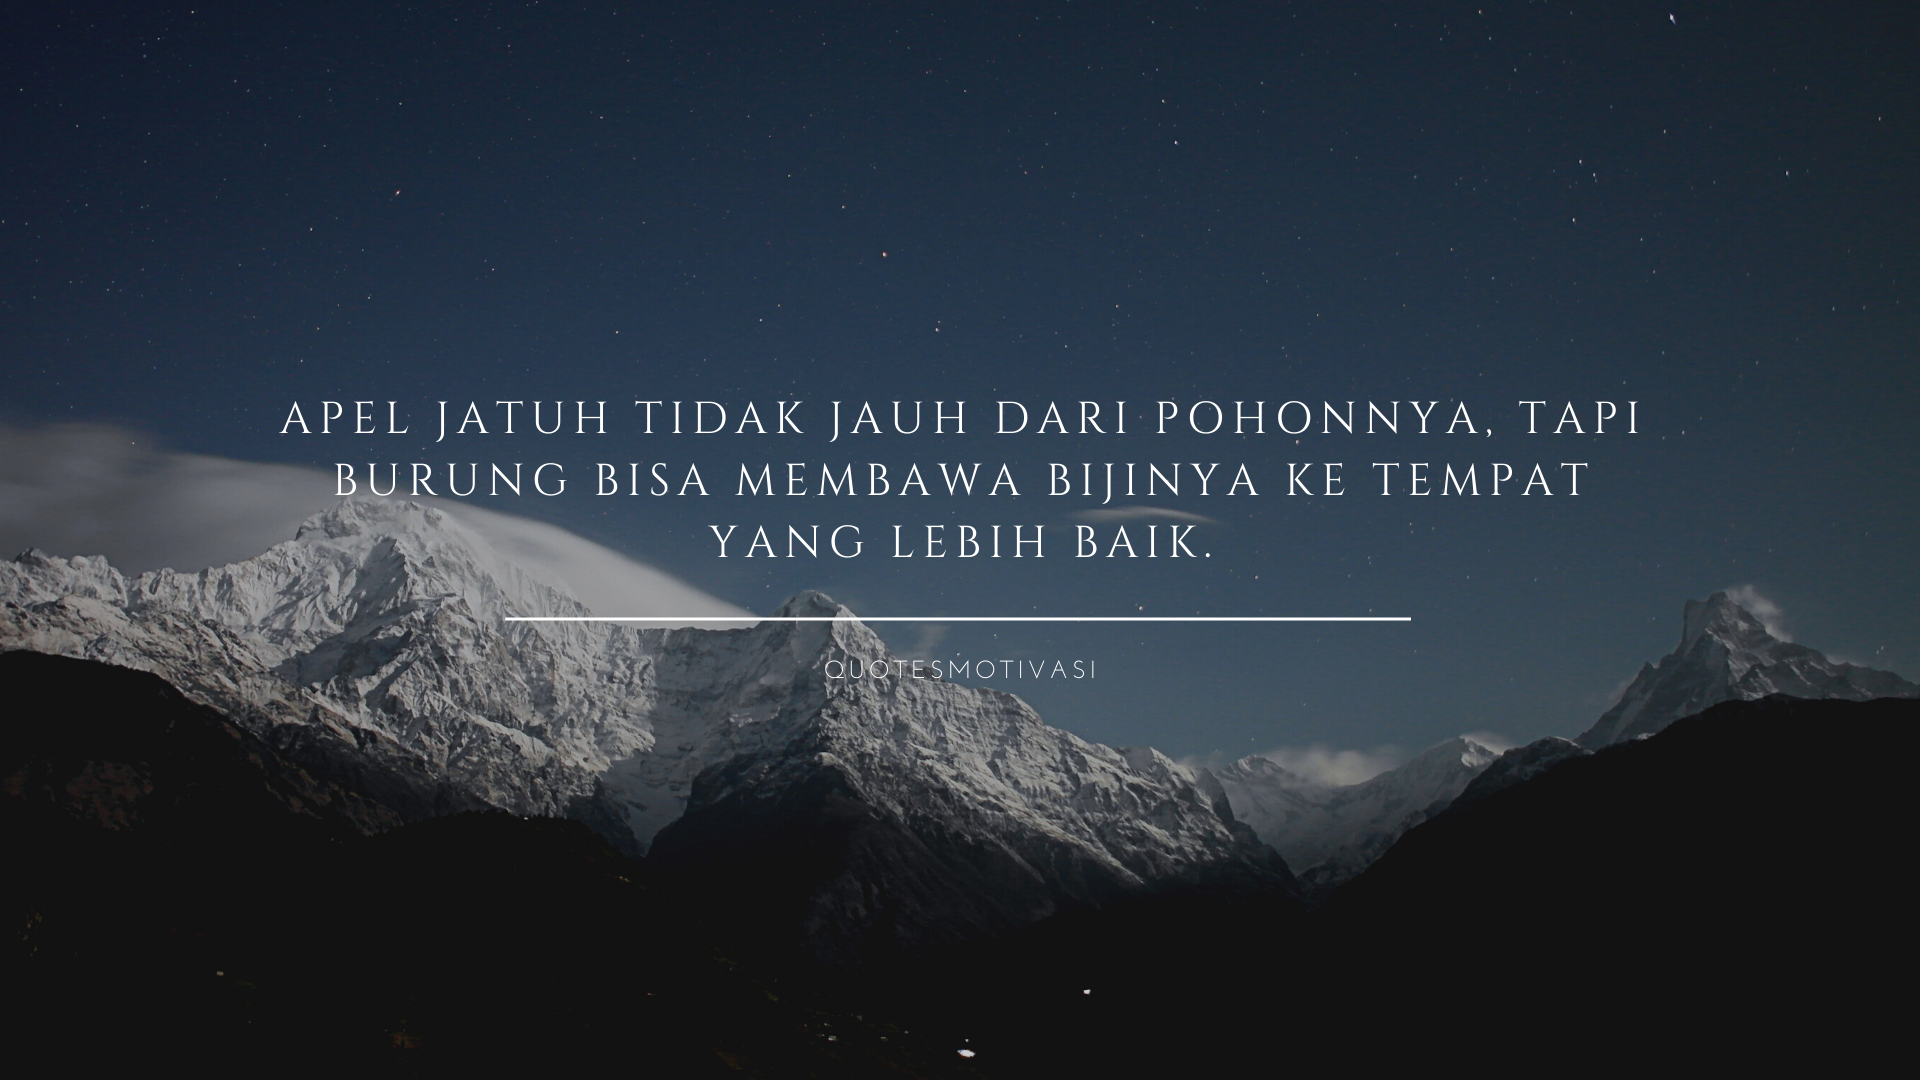 APEL JATUH TIDAK JAUH DARI POHONNYA, TAPI
BURUNG BISA MEMBAWA BIJINYA KE TEMPAT
YANG LEBIH BAIK.
QUOTESMOTIVASI